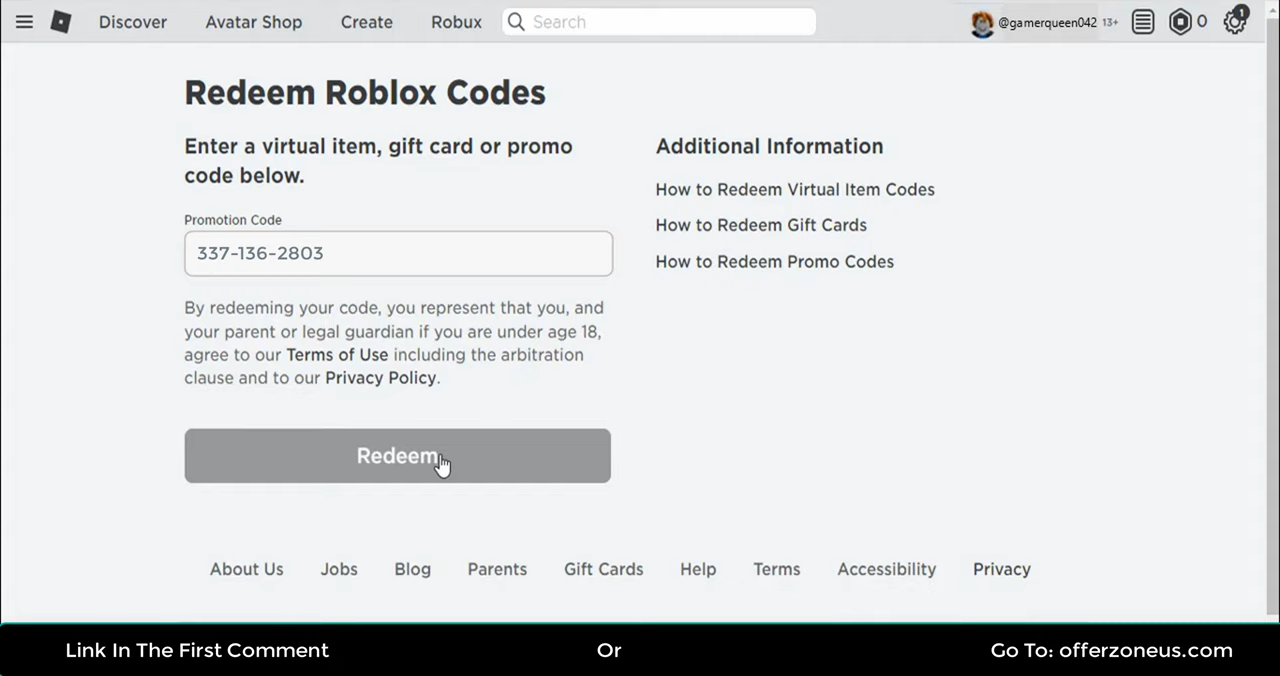 Discover Avatar Shop Create Robux Search @gamerqueen042 13+ 0 1
Redeem Roblox Codes
Enter a virtual item, gift card or promo
code below.
Promotion Code
337-136-2803
By redeeming your code, you represent that you, and
your parent or legal guardian if you are under age 18,
agree to our Terms of Use including the arbitration
clause and to our Privacy Policy.
Redeem
Additional Information
How to Redeem Virtual Item Codes
How to Redeem Gift Cards
How to Redeem Promo Codes
About Us Jobs Blog Parents Gift Cards Help Terms Accessibility Privacy
Link In The First Comment Or Go To: offerzoneus.com